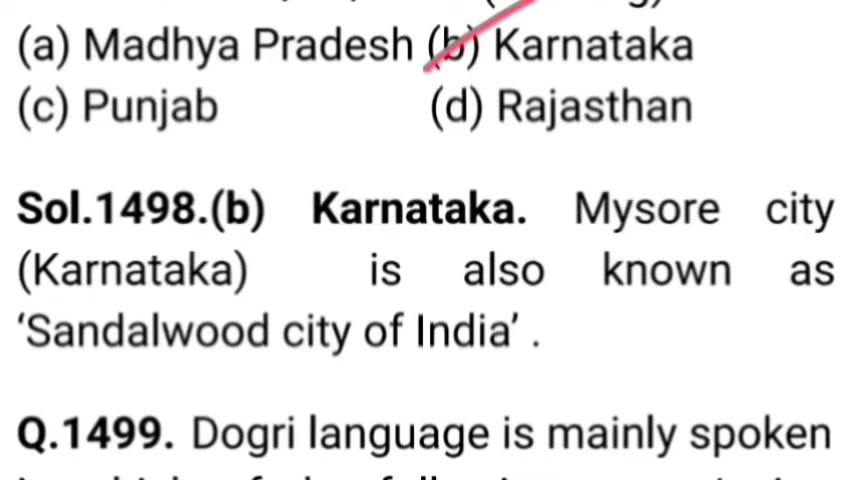 (a) Madhya Pradesh (b) Karnataka
(c) Punjab (d) Rajasthan
Sol.1498.(b) Karnataka. Mysore city
(Karnataka) is also known as
‘Sandalwood city of India’ .
Q.1499. Dogri language is mainly spoken